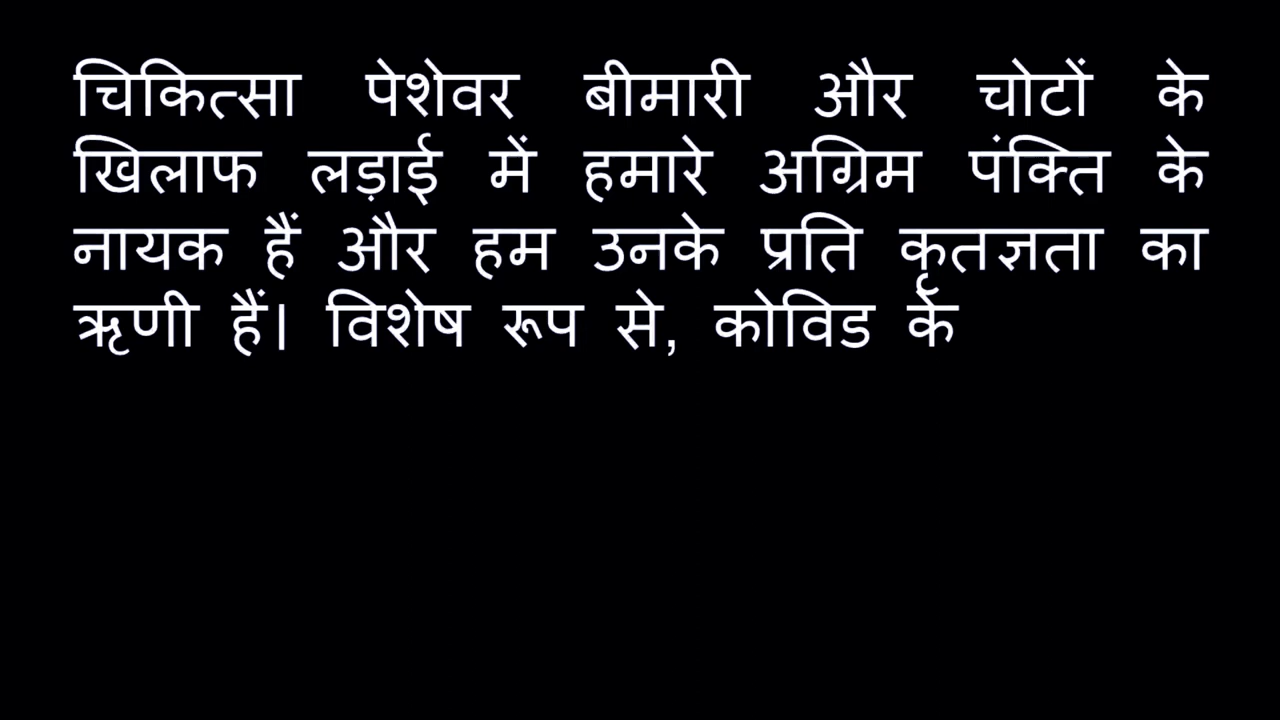 चिकित्सा पेशेवर बीमारी और चोटों के
खिलाफ लड़ाई में हमारे अग्रिम पंक्ति के
नायक हैं और हम उनके प्रति कृतज्ञता का
ऋणी हैं। विशेष रूप से, कोविड के